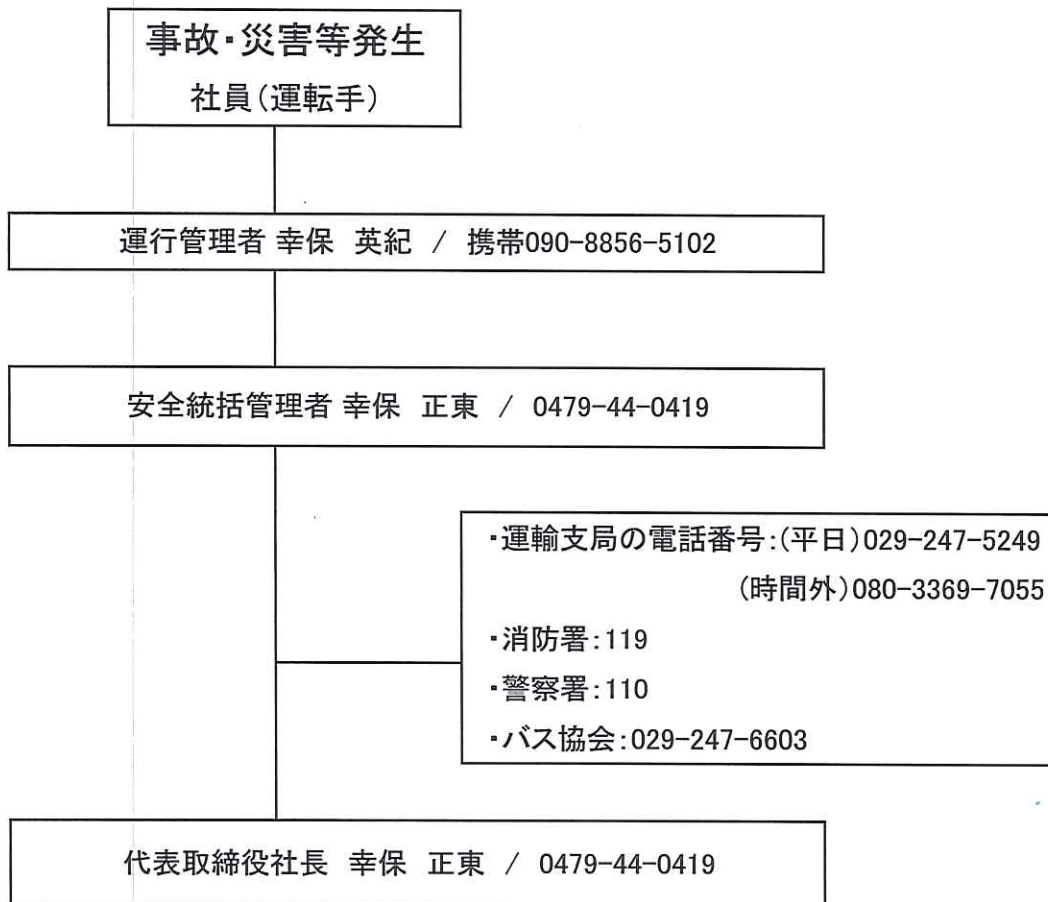 事故・災害等発生
社員(運転手)
運行管理者 幸保 英紀 / 携帯090-8856-5102
安全統括管理者 幸保 正東 / 0479-44-0419
・運輸支局の電話番号:(平日)029-247-5249
(時間外)080-3369-7055
・消防署:119
・警察署:110
・バス協会:029-247-6603
代表取締役社長 幸保 正東 / 0479-44-0419